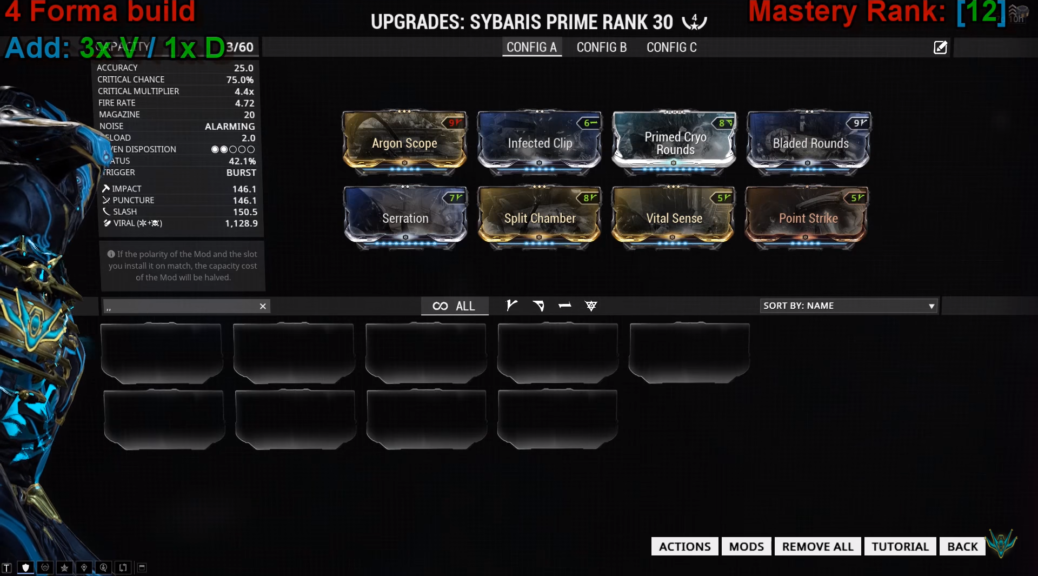 4 Forma build
UPGRADES: SYBARIS PRIME RANK 30
4
Mastery Rank: [12]
Add: 3x V / 1x D
3/60
CONFIG A
CONFIG B
CONFIG C
ACCURACY 25.0
CRITICAL CHANCE 75.0%
CRITICAL MULTIPLIER 4.4x
FIRE RATE 4.72
MAGAZINE 20
NOISE ALARMING
RELOAD 2.0
DISPOSITION
42.1%
TRIGGER BURST
IMPACT 146.1
PUNCTURE 146.1
SLASH 150.5
VIRAL ( + ) 1,128.9
If the polarity of the Mod and the slot
you install it on match, the capacity cost
of the Mod will be halved.
9
Argon Scope
6
Infected Clip
8
Primed Cryo
Rounds
9
Bladed Rounds
7
Serration
8
Split Chamber
5
Vital Sense
5
Point Strike
..
ALL
SORT BY: NAME
ACTIONS
MODS
REMOVE ALL
TUTORIAL
BACK